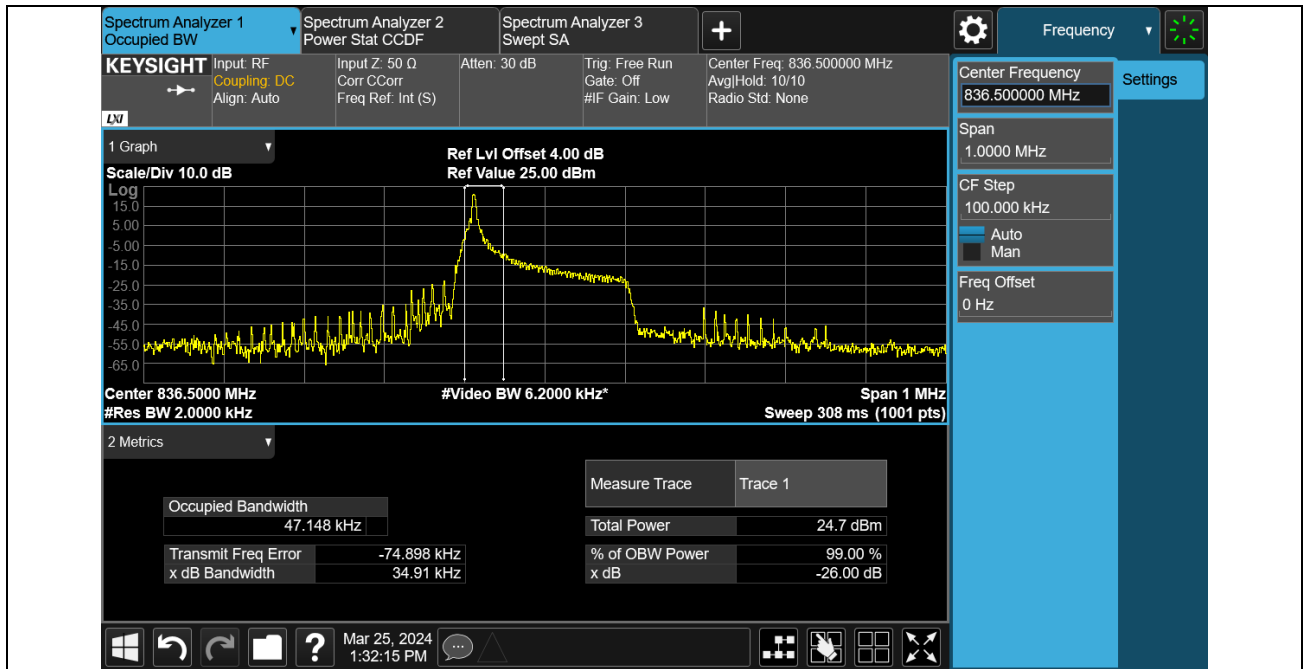 Spectrum Analyzer 1
Occupied BW
Spectrum Analyzer 2
Power Stat CCDF
Spectrum Analyzer 3
Swept SA
Frequency
KEYSIGHT
Input: RF
Coupling: DC
Align: Auto
Input Z: 50 Ω
Corr CCorr
Freq Ref: Int (S)
Atten: 30 dB
Trig: Free Run
Gate: Off
#IF Gain: Low
Center Freq: 836.500000 MHz
Avg|Hold: 10/10
Radio Std: None
LXI
Center Frequency
836.500000 MHz
Settings
Span
1.0000 MHz
CF Step
100.000 kHz
Auto
Man
Freq Offset
0 Hz
1 Graph
Scale/Div 10.0 dB
Ref Lvl Offset 4.00 dB
Ref Value 25.00 dBm
Log
15.0
5.00
-5.00
-15.0
-25.0
-35.0
-45.0
-55.0
-65.0
Center 836.5000 MHz
#Video BW 6.2000 kHz*
Span 1 MHz
#Res BW 2.0000 kHz
Sweep 308 ms (1001 pts)
2 Metrics
Measure Trace
Trace 1
Occupied Bandwidth
47.148 kHz
Total Power
24.7 dBm
Transmit Freq Error
-74.898 kHz
% of OBW Power
99.00 %
x dB Bandwidth
34.91 kHz
x dB
-26.00 dB
?
Mar 25, 2024
1:32:15 PM